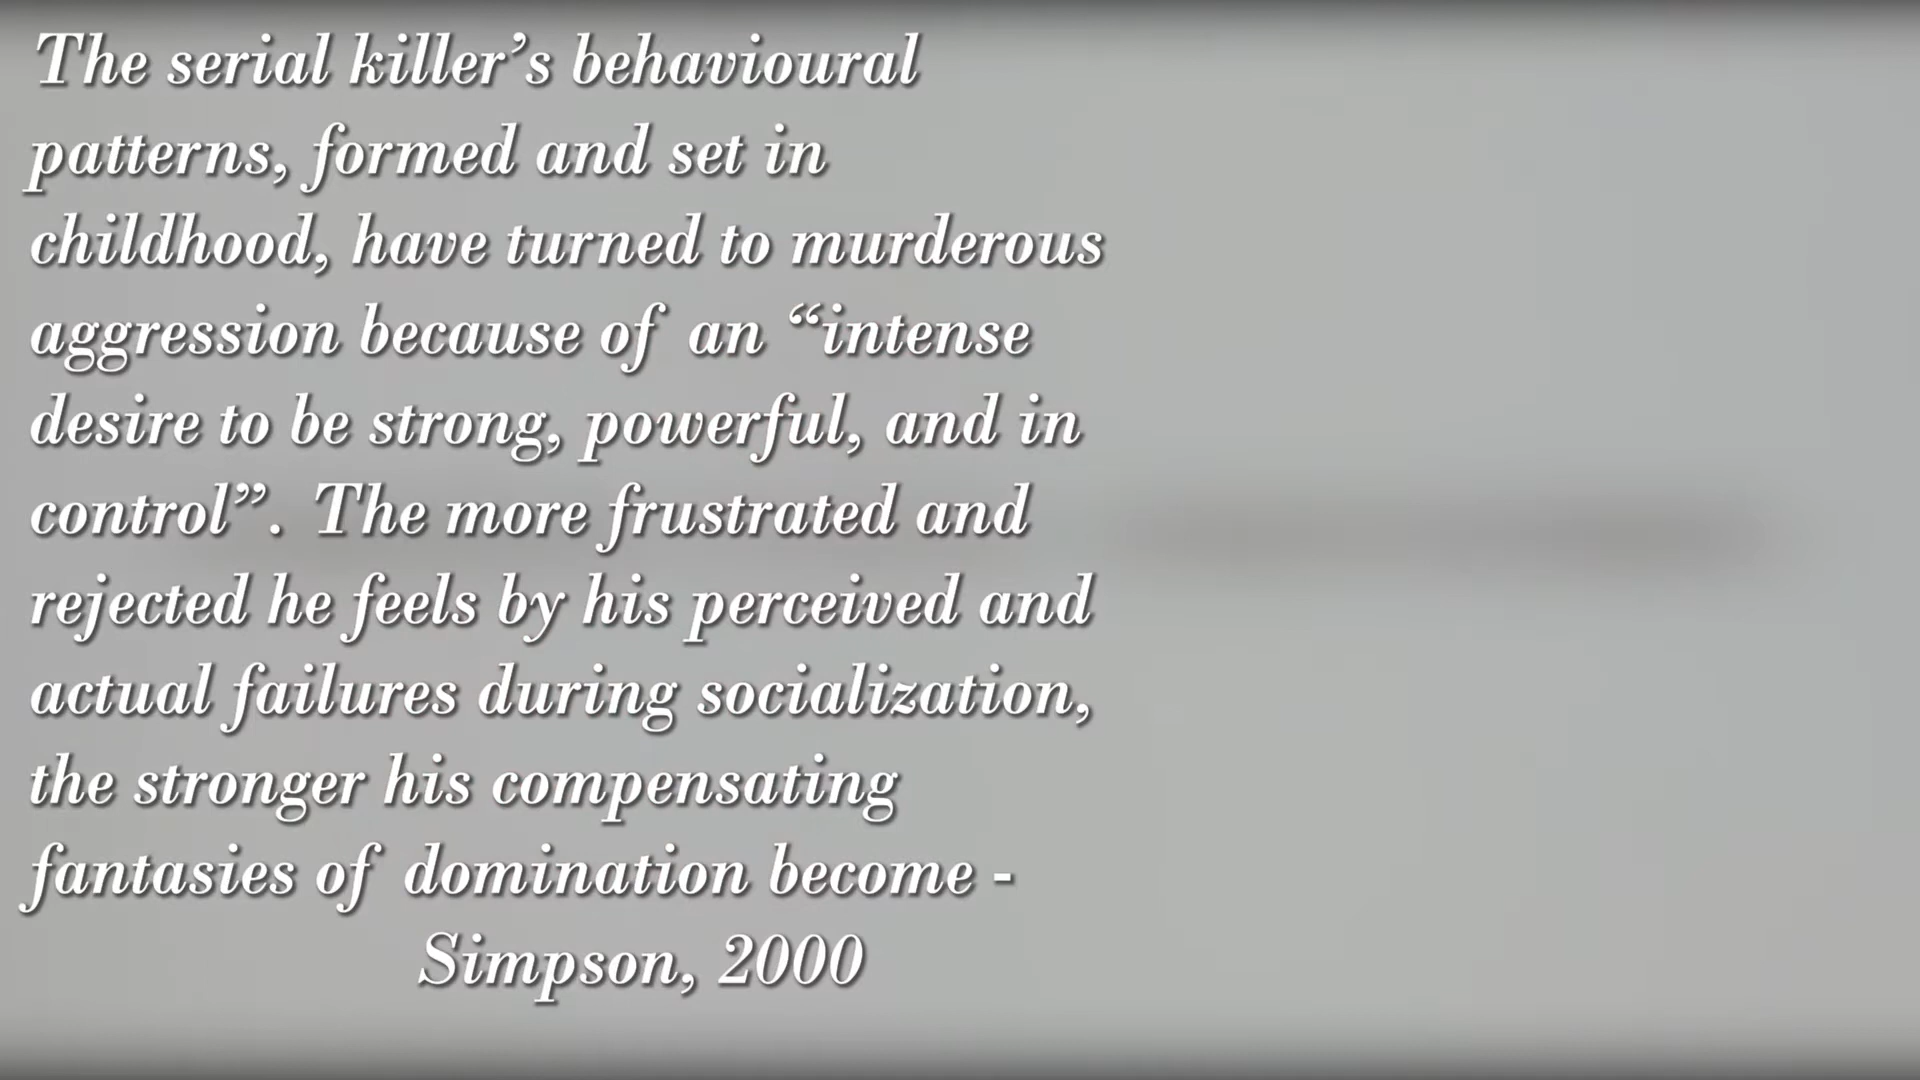 The serial killer’s behavioural
patterns, formed and set in
childhood, have turned to murderous
aggression because of an “intense
desire to be strong, powerful, and in
control”. The more frustrated and
rejected he feels by his perceived and
actual failures during socialization,
the stronger his compensating
fantasies of domination become -
Simpson, 2000